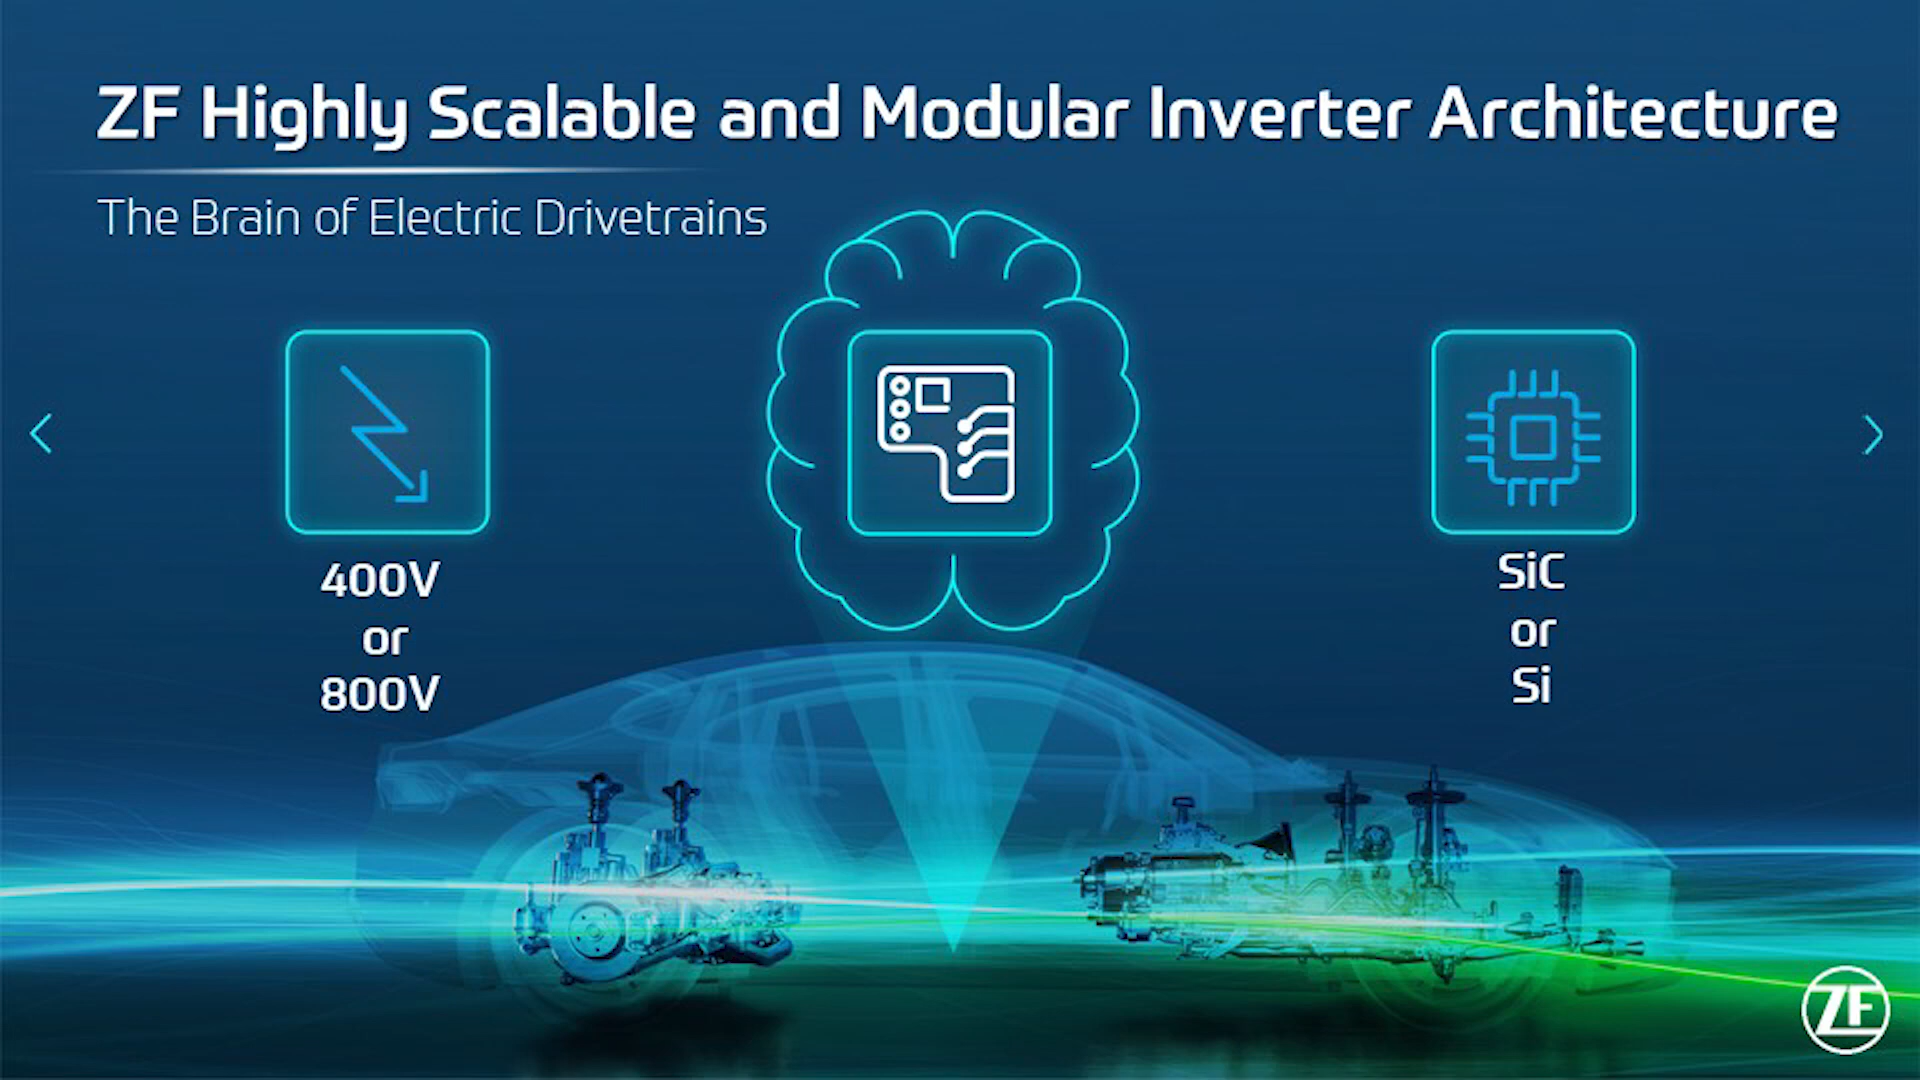 ZF Highly Scalable and Modular Inverter Architecture
The Brain of Electric Drivetrains
400V
or
800V
SiC
or
Si
ZF